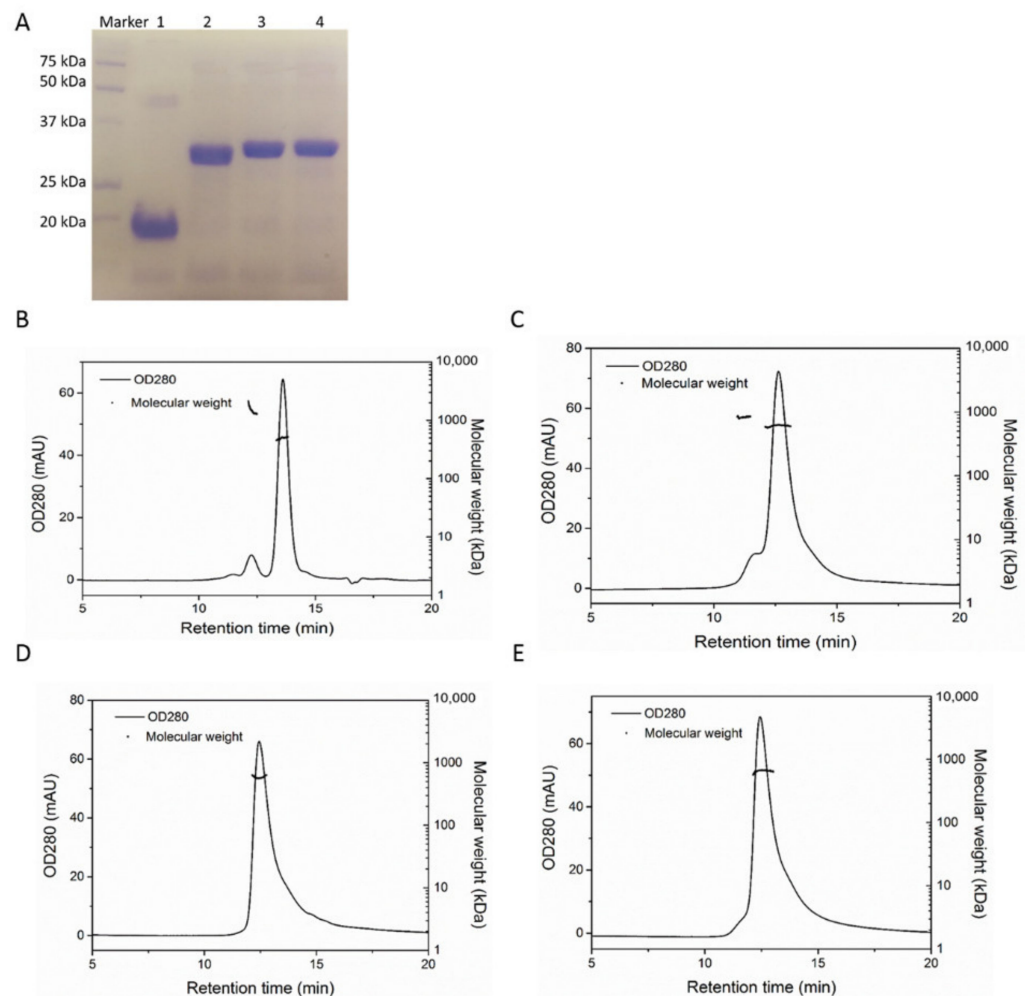 A
Marker 1 2 3 4
75 kDa
50 kDa
37 kDa
25 kDa
20 kDa
B
OD280
Molecular weight
60
40
20
0
10,000
1000
100
10
1
5 10 15 20
OD280 (mAU)
Molecular weight (kDa)
Retention time (min)
C
OD280
Molecular weight
80
60
40
20
0
10,000
1000
100
10
1
5 10 15 20
OD280 (mAU)
Molecular weight (kDa)
Retention time (min)
D
OD280
Molecular weight
80
60
40
20
0
10,000
1000
100
10
1
5 10 15 20
OD280 (mAU)
Molecular weight (kDa)
Retention time (min)
E
OD280
Molecular weight
60
40
20
0
10,000
1000
100
10
1
5 10 15 20
OD280 (mAU)
Molecular weight (kDa)
Retention time (min)